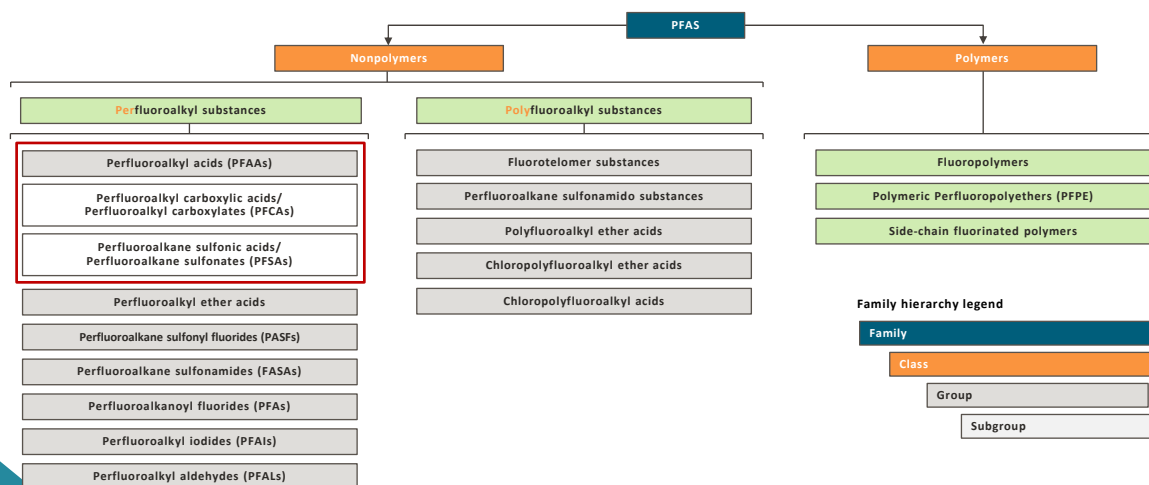 PFAS
Nonpolymers
Polymers
Perfluoroalkyl substances
Polyfluoroalkyl substances
Perfluoroalkyl acids (PFAAs)
Perfluoroalkyl carboxylic acids/
Perfluoroalkyl carboxylates (PFCAs)
Perfluoroalkane sulfonic acids/
Perfluoroalkane sulfonates (PFSAs)
Perfluoroalkyl ether acids
Perfluoroalkane sulfonyl fluorides (PASFs)
Perfluoroalkane sulfonamides (FASAs)
Perfluoroalkanoyl fluorides (PFAs)
Perfluoroalkyl iodides (PFAIs)
Perfluoroalkyl aldehydes (PFALs)
Fluorotelomer substances
Perfluoroalkane sulfonamido substances
Polyfluoroalkyl ether acids
Chloropolyfluoroalkyl ether acids
Chloropolyfluoroalkyl acids
Fluoropolymers
Polymeric Perfluoropolyethers (PFPE)
Side-chain fluorinated polymers
Family hierarchy legend
Family
Class
Group
Subgroup